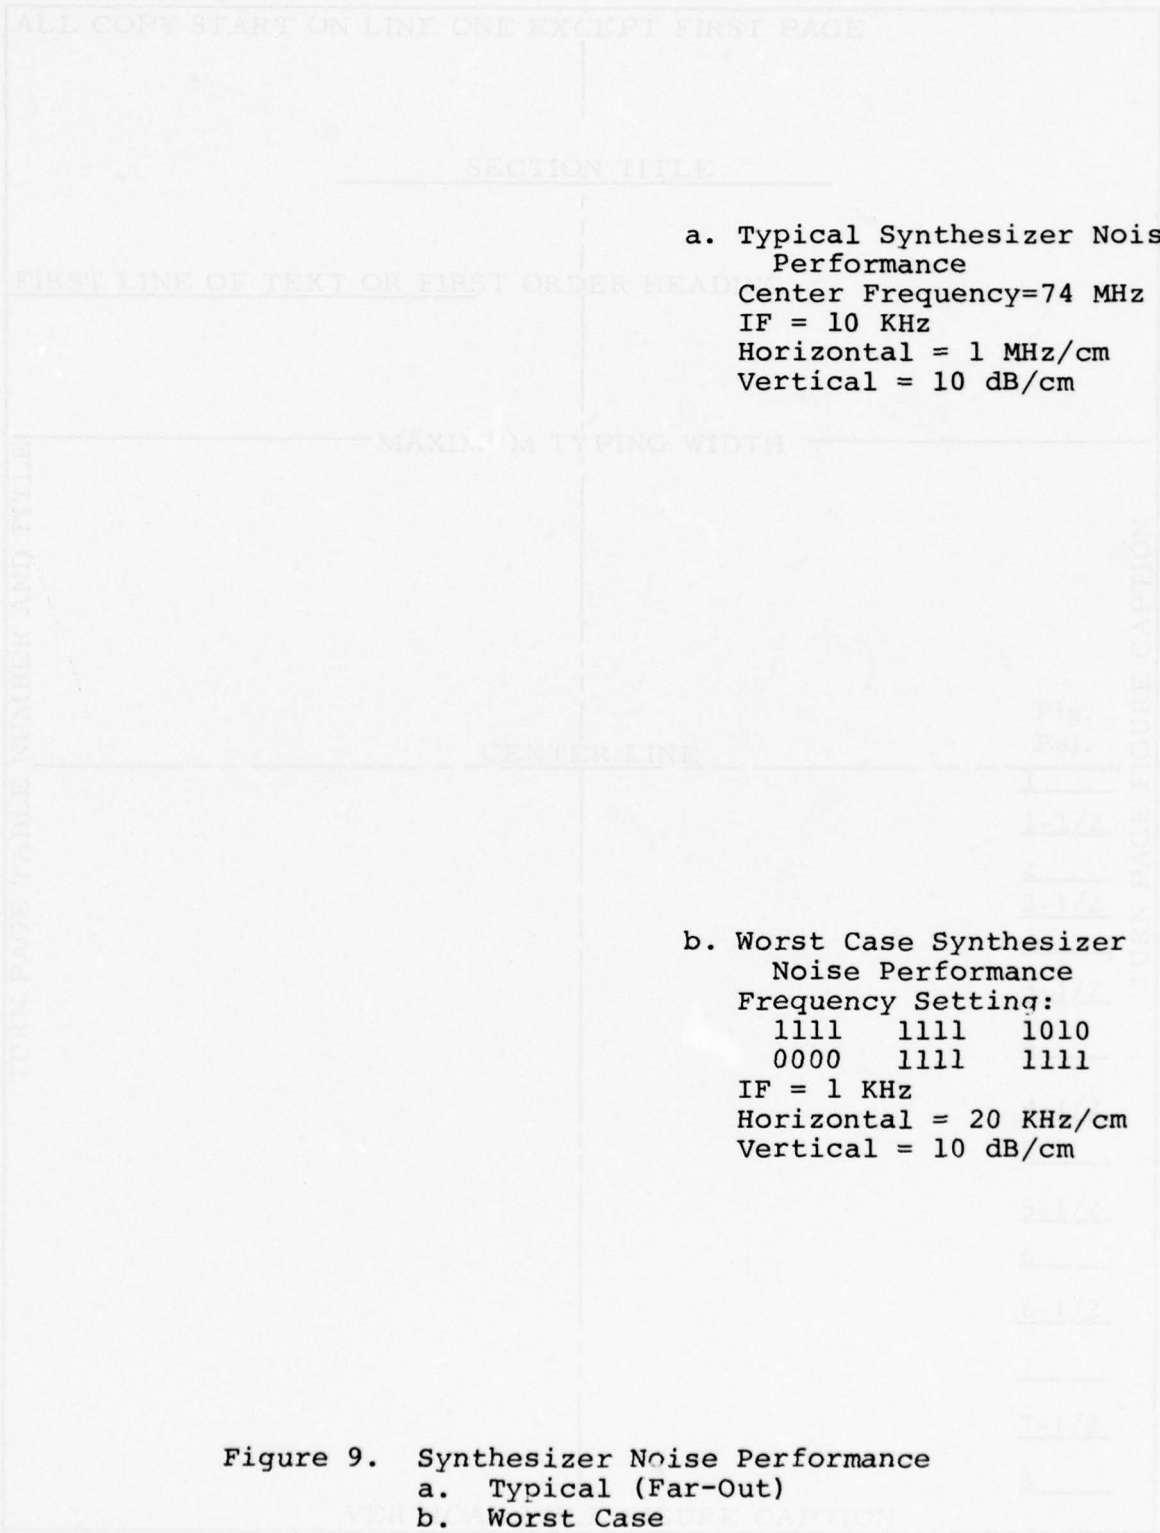 ALL COPY START ON LINE ONE EXCEPT FIRST PAGE
SECTION TITLE
a. Typical Synthesizer Nois
Performance
FIRST LINE OF TEXT OR FIRST ORDER HEADING
Center Frequency=74 MHz
IF = 10 KHz
Horizontal = 1 MHz/cm
Vertical = 10 dB/cm
MAXIMUM TYPING WIDTH
TURN PAGE TABLE NUMBER AND TITLE
TURN PAGE FIGURE CAPTION
Fig.
CENTER LINE
1
1-1/2
2
2-1/2
b. Worst Case Synthesizer
Noise Performance
Frequency Setting:
1111 1111 1010
0000 1111 1111
IF = 1 KHz
Horizontal = 20 KHz/cm
Vertical = 10 dB/cm
5-1/2
6
6-1/2
7
7-1/2
8
Figure 9. Synthesizer Noise Performance
a. Typical (Far-Out)
b. Worst Case
FIGURE CAPTION